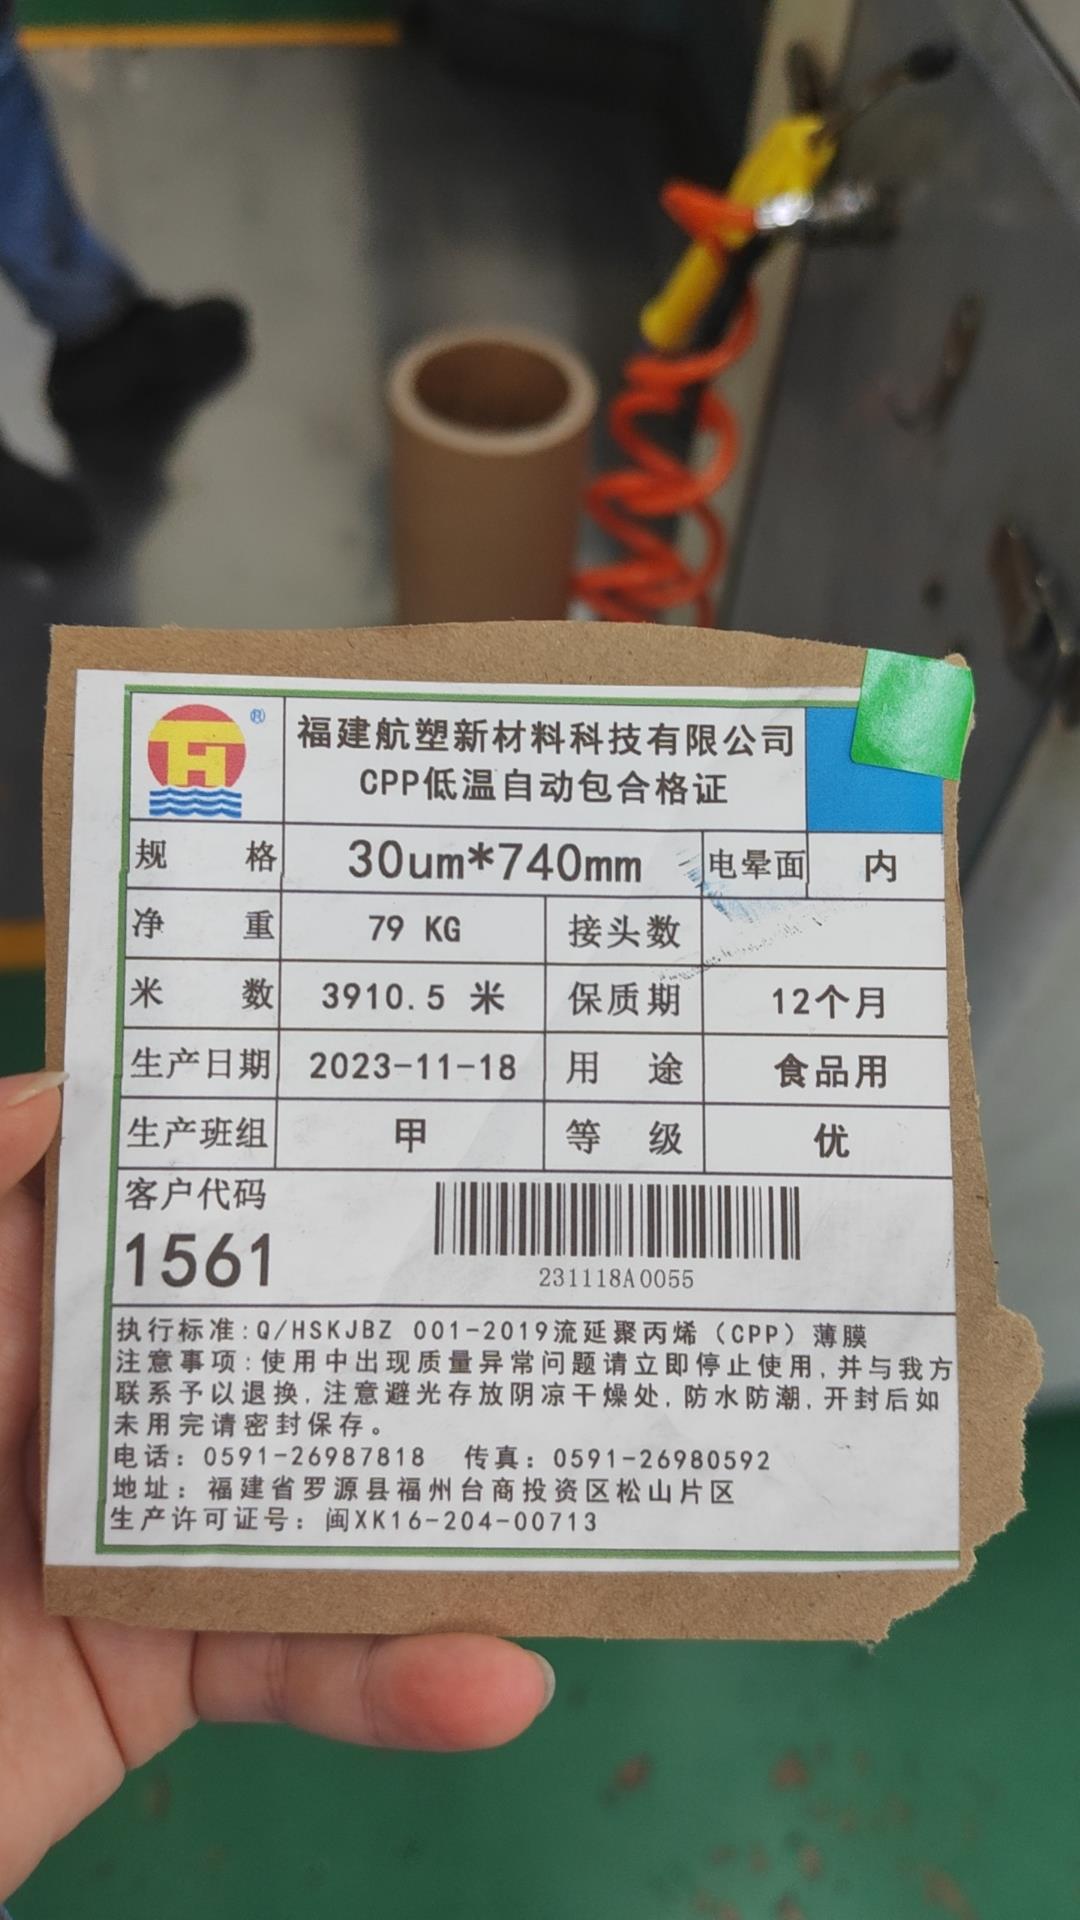 TH ®
福建航塑新材料科技有限公司
CPP低温自动包合格证
规 格 30um*740mm 电晕面 内
净 重 79 KG 接头数
米 数 3910.5 米 保质期 12个月
生产日期 2023-11-18 用 途 食品用
生产班组 甲 等 级 优
客户代码
1561
231118A0055
执行标准:Q/HSKJBZ 001-2019流延聚丙烯（CPP）薄膜
注意事项:使用中出现质量异常问题请立即停止使用,并与我方
联系予以退换,注意避光存放阴凉干燥处,防水防潮,开封后如
未用完请密封保存。
电话: 0591-26987818 传真: 0591-26980592
地址: 福建省罗源县福州台商投资区松山片区
生产许可证号: 闽XK16-204-00713